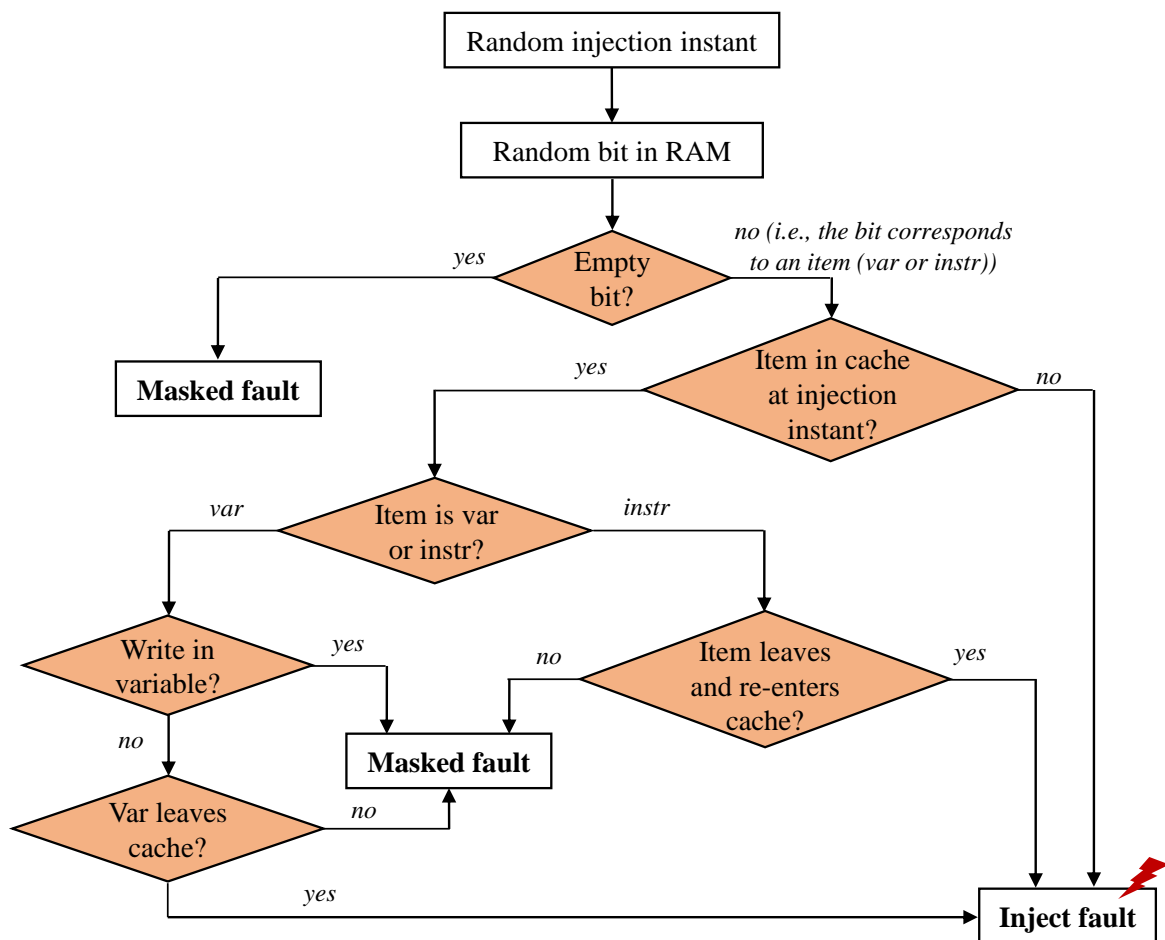 Random injection instant
Random bit in RAM
no (i.e., the bit corresponds
to an item (var or instr))
yes
Empty
bit?
Masked fault
yes
Item in cache
at injection
instant?
no
var
Item is var
or instr?
instr
Write in
variable?
yes
no
Item leaves
and re-enters
cache?
yes
no
Masked fault
Var leaves
cache?
no
yes
Inject fault